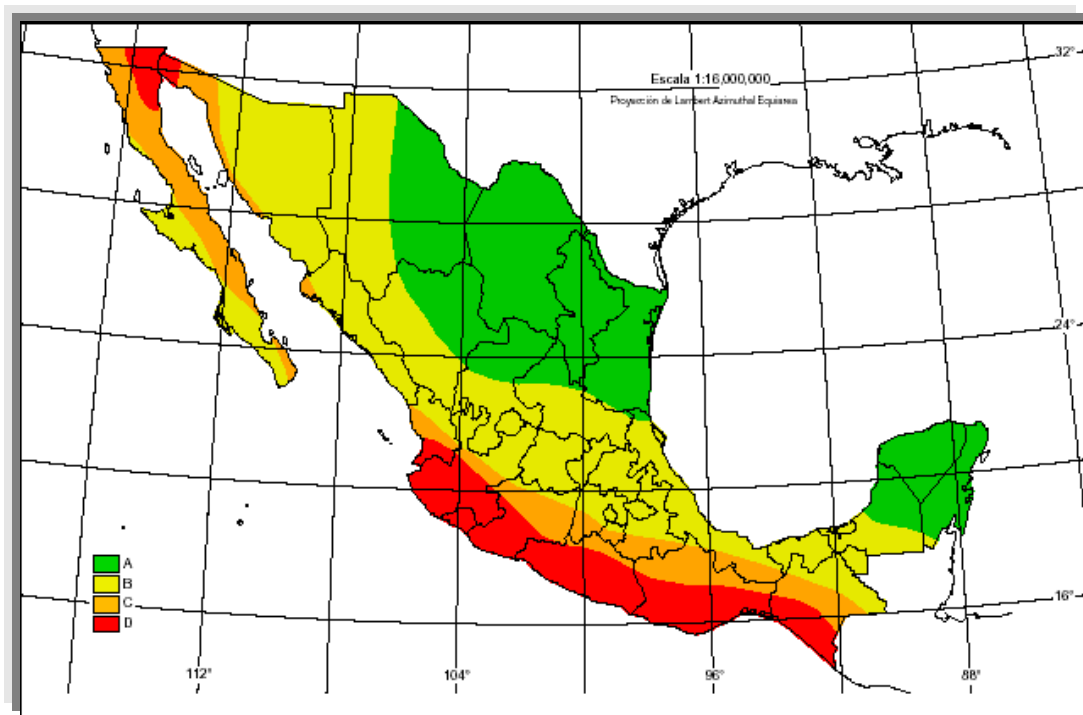 32°
Escala 1:16,000,000
Proyección de Lambert Azimuthal Equiarea
24°
A
B
C
D
16°
112°
104°
96°
88°